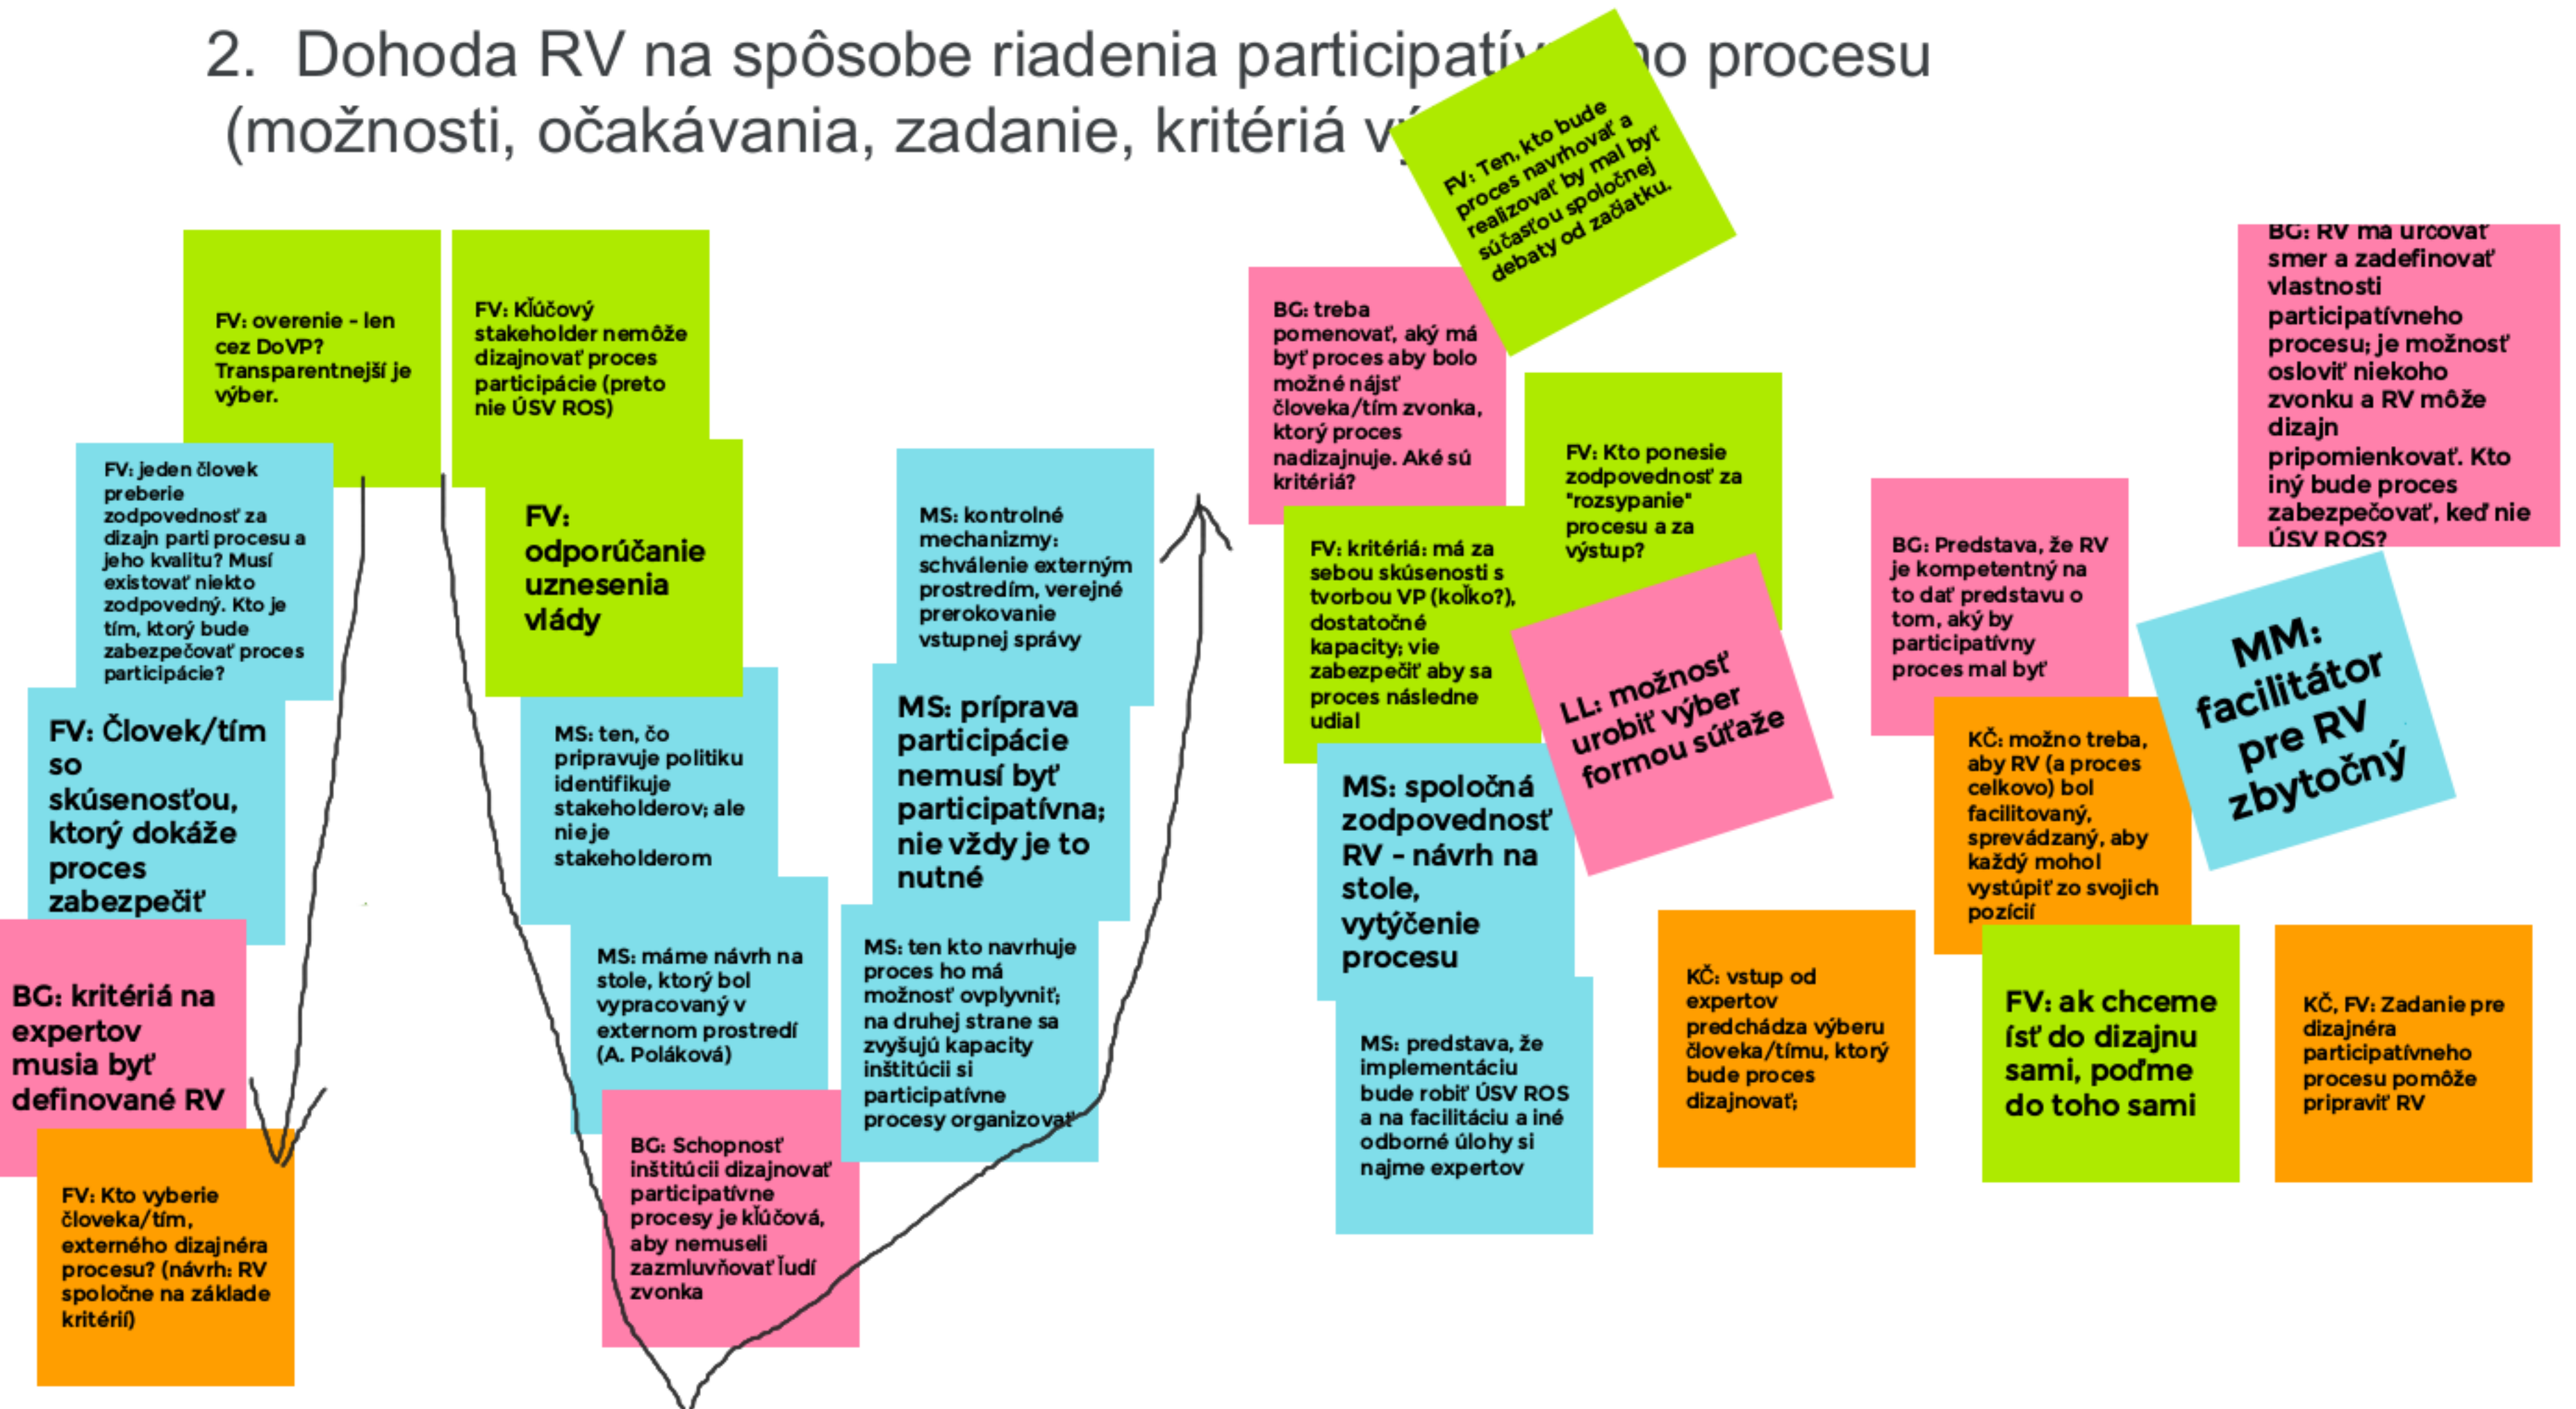 2. Dohoda RV na spôsobe riadenia participatív o procesu
(možnosti, očakávania, zadanie, kritériá
FV: Ten, kto bude
proces navrhovať a
realizovať by mal byť
súčasťou spoločnej
debaty od začiatku.
FV: overenie - len
cez DoVP?
Transparentnejší je
výber.
FV: Kľúčový
stakeholder nemôže
dizajnovať proces
participácie (preto
nie ÚSV ROS)
FV: jeden človek
preberie
zodpovednosť za
dizajn parti procesu a
jeho kvalitu? Musí
existovať niekto
zodpovedný. Kto je
tím, ktorý bude
zabezpečovať proces
participácie?
FV:
odporúčanie
uznesenia
vlády
FV: Človek/tím
so
skúsenosťou,
ktorý dokáže
proces
zabezpečiť
BG: kritériá na
expertov
musia byť
definované RV
FV: Kto vyberie
človeka/tím,
externého dizajnéra
procesu? (návrh: RV
spoločne na základe
kritérií)
MS: ten, čo
pripravuje politiku
identifikuje
stakeholderov; ale
nie je
stakeholderom
MS: máme návrh na
stole, ktorý bol
vypracovaný v
externom prostredí
(A. Poláková)
BG: Schopnosť
inštitúcii dizajnovať
participatívne
procesy je kľúčová,
aby nemuseli
zazmluvňovať ľudí
zvonka
MS: kontrolné
mechanizmy:
schválenie externým
prostredím, verejné
prerokovanie
vstupnej správy
MS: príprava
participácie
nemusí byť
participatívna;
nie vždy je to
nutné
MS: ten kto navrhuje
proces ho má
možnosť ovplyvniť;
na druhej strane sa
zvyšujú kapacity
inštitúcii si
participatívne
procesy organizovať
BG: treba
pomenovať, aký má
byť proces aby bolo
možné nájsť
človeka/tím zvonka,
ktorý proces
nadizajnuje. Aké sú
kritériá?
FV: Kto ponesie
zodpovednosť za
"rozsypanie"
procesu a za
výstup?
FV: kritériá: má za
sebou skúsenosti s
tvorbou VP (koľko?),
dostatočné
kapacity; vie
zabezpečiť aby sa
proces následne
udial
LL: možnosť
urobiť výber
formou súťaže
MS: spoločná
zodpovednosť
RV - návrh na
stole,
vytýčenie
procesu
MS: predstava, že
implementáciu
bude robiť ÚSV ROS
a na facilitáciu a iné
odborné úlohy si
najme expertov
KČ: vstup od
expertov
predchádza výberu
človeka/tímu, ktorý
bude proces
dizajnovať;
BG: Predstava, že RV
je kompetentný na
to dať predstavu o
tom, aký by
participatívny
proces mal byť
KČ: možno treba,
aby RV (a proces
celkovo) bol
facilitovaný,
sprevádzaný, aby
každý mohol
vystúpiť zo svojich
pozícií
FV: ak chceme
ísť do dizajnu
sami, poďme
do toho sami
BG: RV má určovať
smer a zadefinovať
vlastnosti
participatívneho
procesu; je možnosť
osloviť niekoho
zvonku a RV môže
dizajn
pripomienkovať. Kto
iný bude proces
zabezpečovať, keď nie
ÚSV ROS?
MM:
facilitátor
pre RV
zbytočný
KČ, FV: Zadanie pre
dizajnéra
participatívneho
procesu pomôže
pripraviť RV